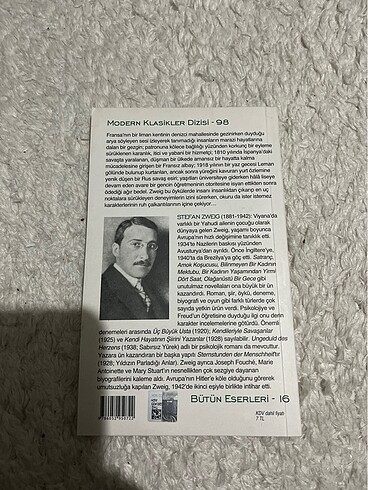 MODERN KLASİKLER DİZİSİ - 98
Fransa'nın bir liman kentinin denizci mahallesinde gezinirken duyduğu
arya söyleyen sesi izleyerek tanımadığı insanların marazi hayatlarına
dalan bir gezgin; patronuna kölece bağlılığı yüzünden korkunç bir eyleme
sürüklenen karanlık, itici ve yabani bir hizmetçi; 1810 yılında İspanya'daki
savaşta yaralanan, düşman bir ülkede amansız bir hayatta kalma
mücadelesine girişen bir Fransız albay; 1918 yılının bir yaz gecesi Leman
gölünde bulunup kurtarılan, ancak sonra yüreğini kavuran yurt özlemine
yenik düşen bir Rus savaş esiri; yaşıtları üniversiteye giderken hâlâ liseye
devam eden avare bir gencin öğretmeninin otoritesine isyan ettikten sonra
ödediği ağır bedel. Zweig bu öykülerde insanı insanlıktan çıkarıp en uç
noktalara sürükleyen deneyimlerin izini sürerken, okuru da ister istemez
karakterlerinin ruh çalkantılarının içine çekiyor...
STEFAN ZWEIG (1881-1942): Viyana'da
varlıklı bir Yahudi ailenin çocuğu olarak
dünyaya gelen Zweig, yaşamı boyunca
Avrupa'nın hızlı değişimine tanıklık etti.
1934'te Nazilerin baskısı yüzünden
Avusturya'dan ayrıldı. Önce İngiltere'ye,
1940'ta da Brezilya'ya göç etti. Satranç,
Amok Koşucusu, Bilinmeyen Bir Kadının
Mektubu, Bir Kadının Yaşamından Yirmi
Dört Saat, Olağanüstü Bir Gece gibi
unutulmaz novellaları ona büyük bir ün
kazandırdı. Roman, şiir, öykü, deneme,
biyografi ve oyun gibi farklı türlerde çok
sayıda yetkin ürün verdi. Psikolojiye ve
Freud'un öğretisine duyduğu ilgi onu derin
karakter incelemelerine götürdü. Önemli
denemeleri arasında Üç Büyük Usta (1920); Kendileriyle Savaşanlar
(1925) ve Kendi Hayatının Şiirini Yazanlar (1928) sayılabilir. Ungeduld des
Herzens (1938; Sabırsız Yürek) adlı bir psikolojik romanı da mevcuttur.
Yazara ün kazandıran bir başka yapıtı Sternstunden der Menschheit'tır
(1928; Yıldızın Parladığı Anlar). Zweig ayrıca Joseph Fouché, Marie
Antoinette ve Mary Stuart'ın nesnellikten çok sezgiye dayanan
biyografilerini kaleme aldı. Avrupa'nın Hitler'e köle olduğunu görerek
umutsuzluğa kapılan Zweig, 1942'de ikinci eşiyle birlikte intihar etti.
BÜTÜN ESERLERİ - 16
KDV dahil fiyatı
7 TL